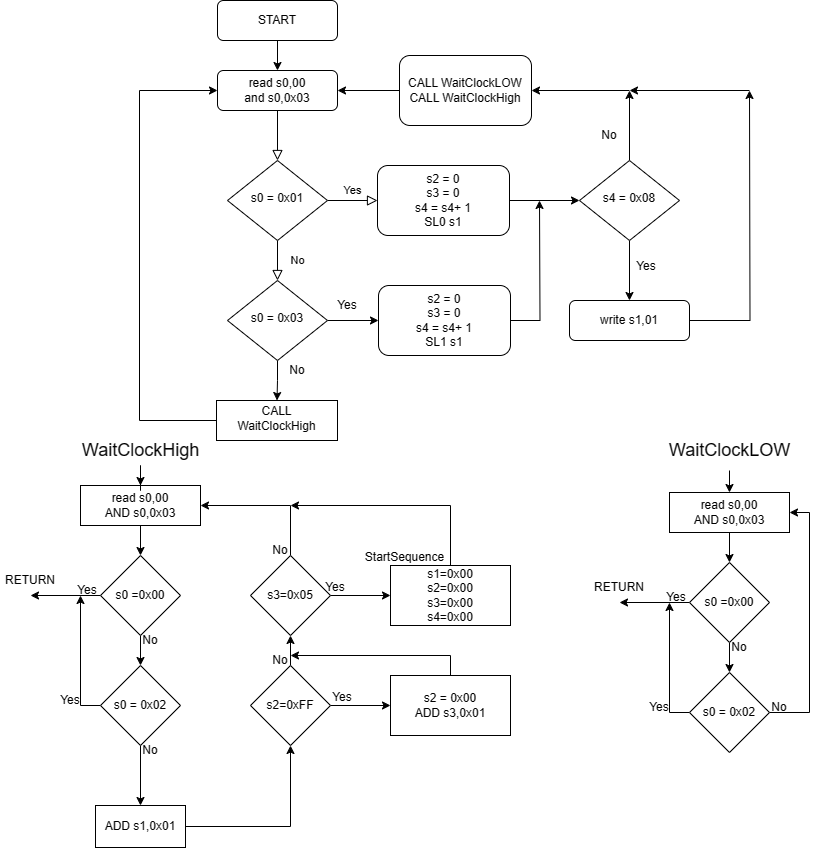 START
read s0,00
and s0,0x03
CALL WaitClockLOW
CALL WaitClockHigh
s0 = 0x01
Yes
s2 = 0
s3 = 0
s4 = s4+ 1
SL0 s1
No
s4 = 0x08
No
Yes
write s1,01
s0 = 0x03
Yes
s2 = 0
s3 = 0
s4 = s4+ 1
SL1 s1
No
CALL
WaitClockHigh
WaitClockHigh
read s0,00
AND s0,0x03
s0 =0x00
Yes
RETURN
No
s0 = 0x02
Yes
No
ADD s1,0x01
s2=0xFF
Yes
s2 = 0x00
ADD s3,0x01
No
s3=0x05
Yes
No
StartSequence
s1=0x00
s2=0x00
s3=0x00
s4=0x00
WaitClockLOW
read s0,00
AND s0,0x03
s0 =0x00
Yes
RETURN
No
s0 = 0x02
Yes
No